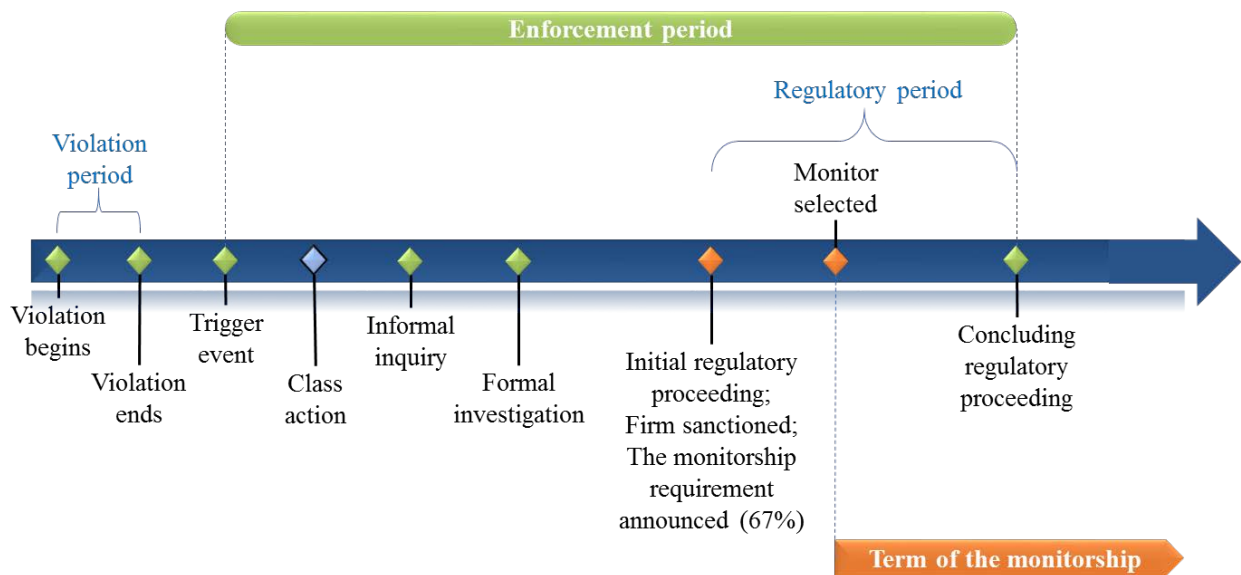 Enforcement period
Regulatory period
Violation
period
Monitor
selected
Violation
begins
Violation
ends
Trigger
event
Class
action
Informal
inquiry
Formal
investigation
Initial regulatory
proceeding;
Firm sanctioned;
The monitorship
requirement
announced (67%)
Concluding
regulatory
proceeding
Term of the monitorship